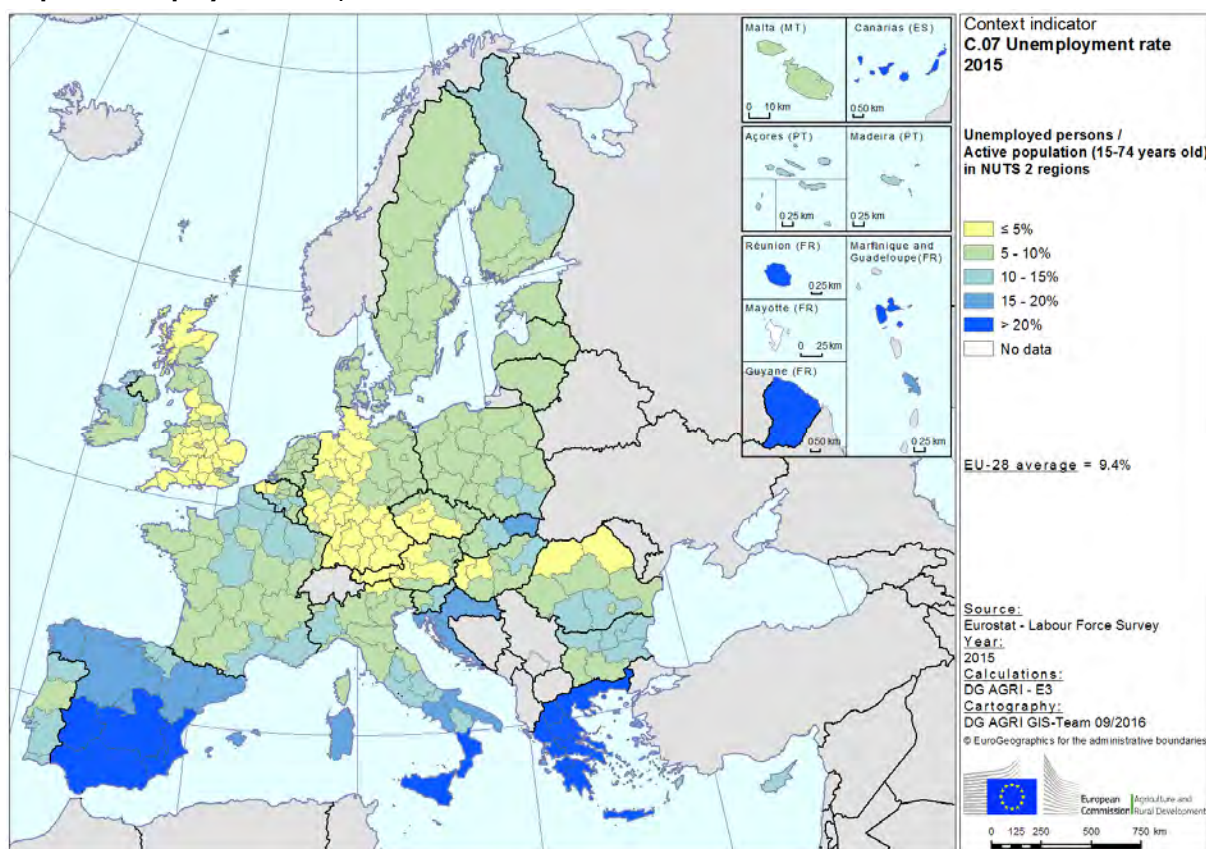 Malta (MT)
0 10 km
Canarias (ES)
0 50 km
Açores (PT)
0 25 km
Madeira (PT)
0 25 km
Réunion (FR)
0 25 km
Martinique and
Guadeloupe (FR)
Mayotte (FR)
0 25 km
Guyane (FR)
0 50 km
0 25 km
Context indicator
C.07 Unemployment rate
2015
Unemployed persons /
Active population (15-74 years old)
in NUTS 2 regions
≤ 5%
5 - 10%
10 - 15%
15 - 20%
> 20%
No data
EU-28 average = 9.4%
Source:
Eurostat - Labour Force Survey
Year:
2015
Calculations:
DG AGRI - E3
Cartography:
DG AGRI GIS-Team 09/2016
© EuroGeographics for the administrative boundaries
European
Commission
Agriculture and
Rural Development
0 125 250 500 750 km